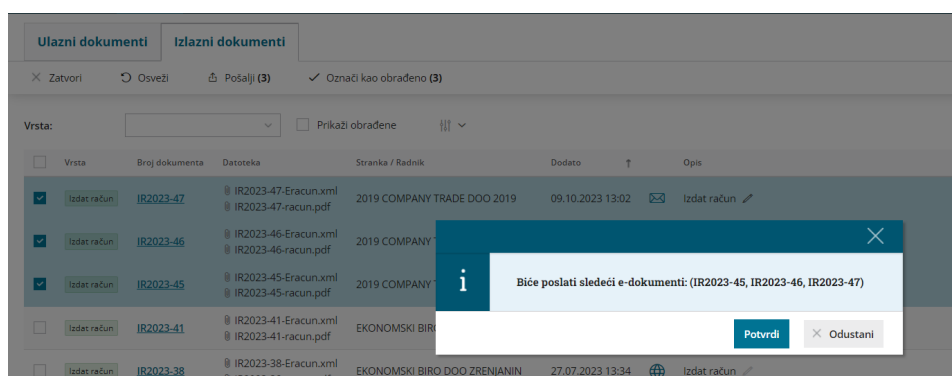 Ulazni dokumenti Izlazni dokumenti
Zatvori Osveži Pošalji (3) Označi kao obrađeno (3)
Vrsta: Prikaži obrađene
Vrsta Broj dokumenta Datoteka Stranka / Radnik Dodato Opis
Izdat račun IR2023-47 IR2023-47-Eracun.xml 2019 COMPANY TRADE DOO 2019 09.10.2023 13:02 Izdat račun
IR2023-47-racun.pdf
Izdat račun IR2023-46 IR2023-46-Eracun.xml 2019 COMPANY
IR2023-46-racun.pdf
Izdat račun IR2023-45 IR2023-45-Eracun.xml 2019 COMPANY
IR2023-45-racun.pdf
Biće poslati sledeći e-dokumenti: (IR2023-45, IR2023-46, IR2023-47)
Izdat račun IR2023-41 IR2023-41-Eracun.xml EKONOMSKI
IR2023-41-racun.pdf
Potvrdi Odustani
Izdat račun IR2023-38 IR2023-38-Eracun.xml EKONOMSKI BIRO DOO ZRENJANIN 27.07.2023 13:34 Izdat račun